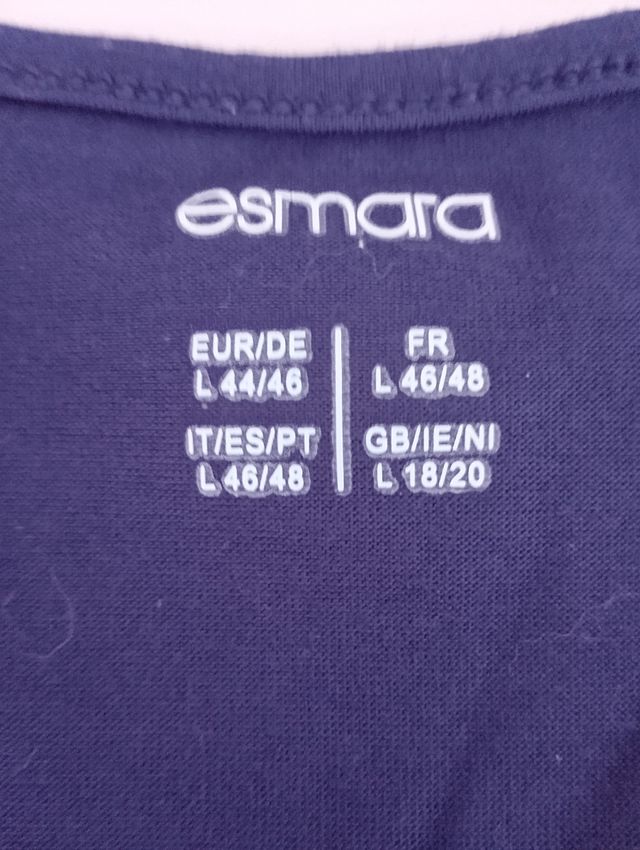 esmara
EUR/DE
L 44/46
FR
L 46/48
IT/ES/PT
L 46/48
GB/IE/NI
L 18/20